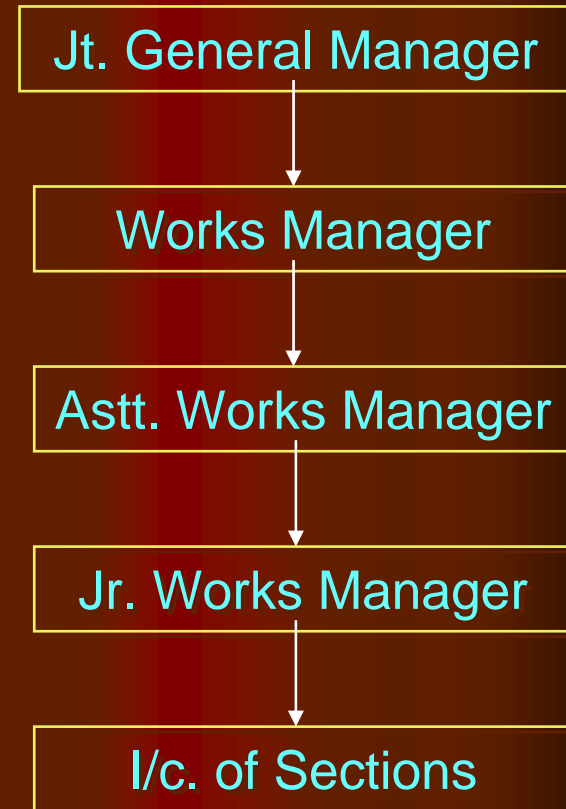 Jt. General Manager
Works Manager
Astt. Works Manager
Jr. Works Manager
I/c. of Sections